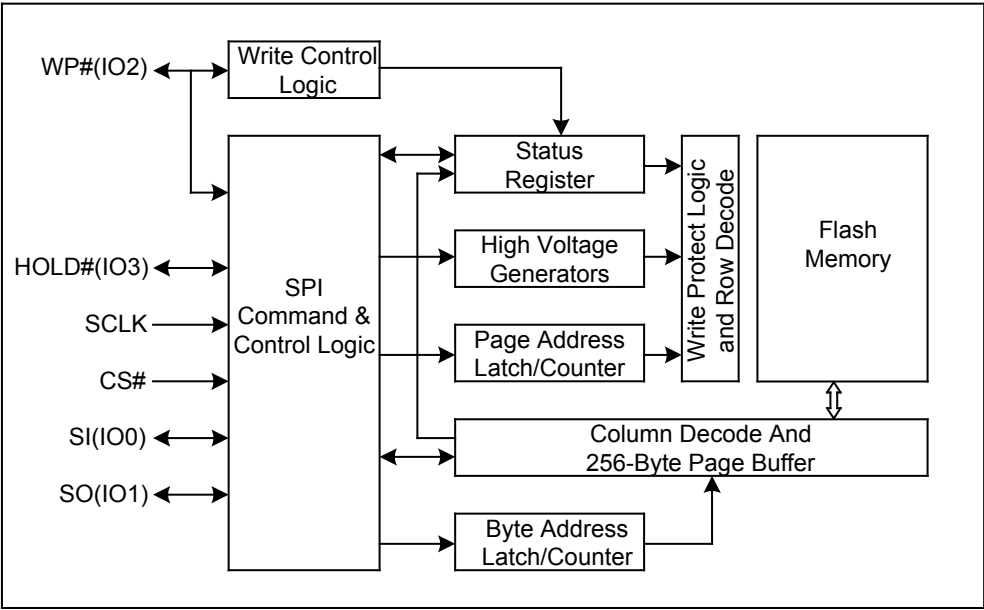 WP#(IO2)
Write Control
Logic
Status
Register
High Voltage
Generators
Page Address
Latch/Counter
Write Protect Logic
and Row Decode
Flash
Memory
HOLD#(IO3)
SCLK
CS#
SI(IO0)
SO(IO1)
SPI
Command &
Control Logic
Column Decode And
256-Byte Page Buffer
Byte Address
Latch/Counter